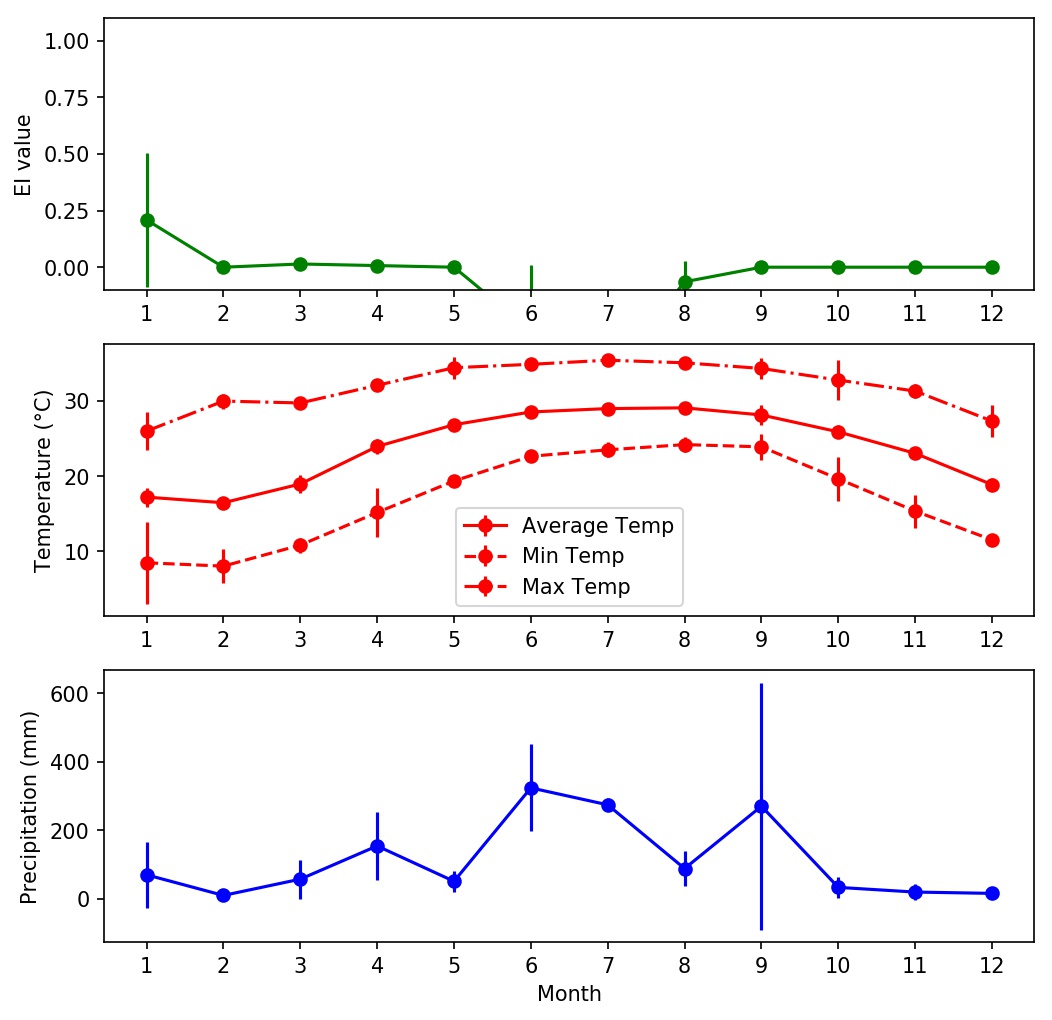 EI value
1.00
0.75
0.50
0.25
0.00
1 2 3 4 5 6 7 8 9 10 11 12
Temperature (°C)
30
20
10
Average Temp
Min Temp
Max Temp
1 2 3 4 5 6 7 8 9 10 11 12
Precipitation (mm)
600
400
200
0
1 2 3 4 5 6 7 8 9 10 11 12
Month